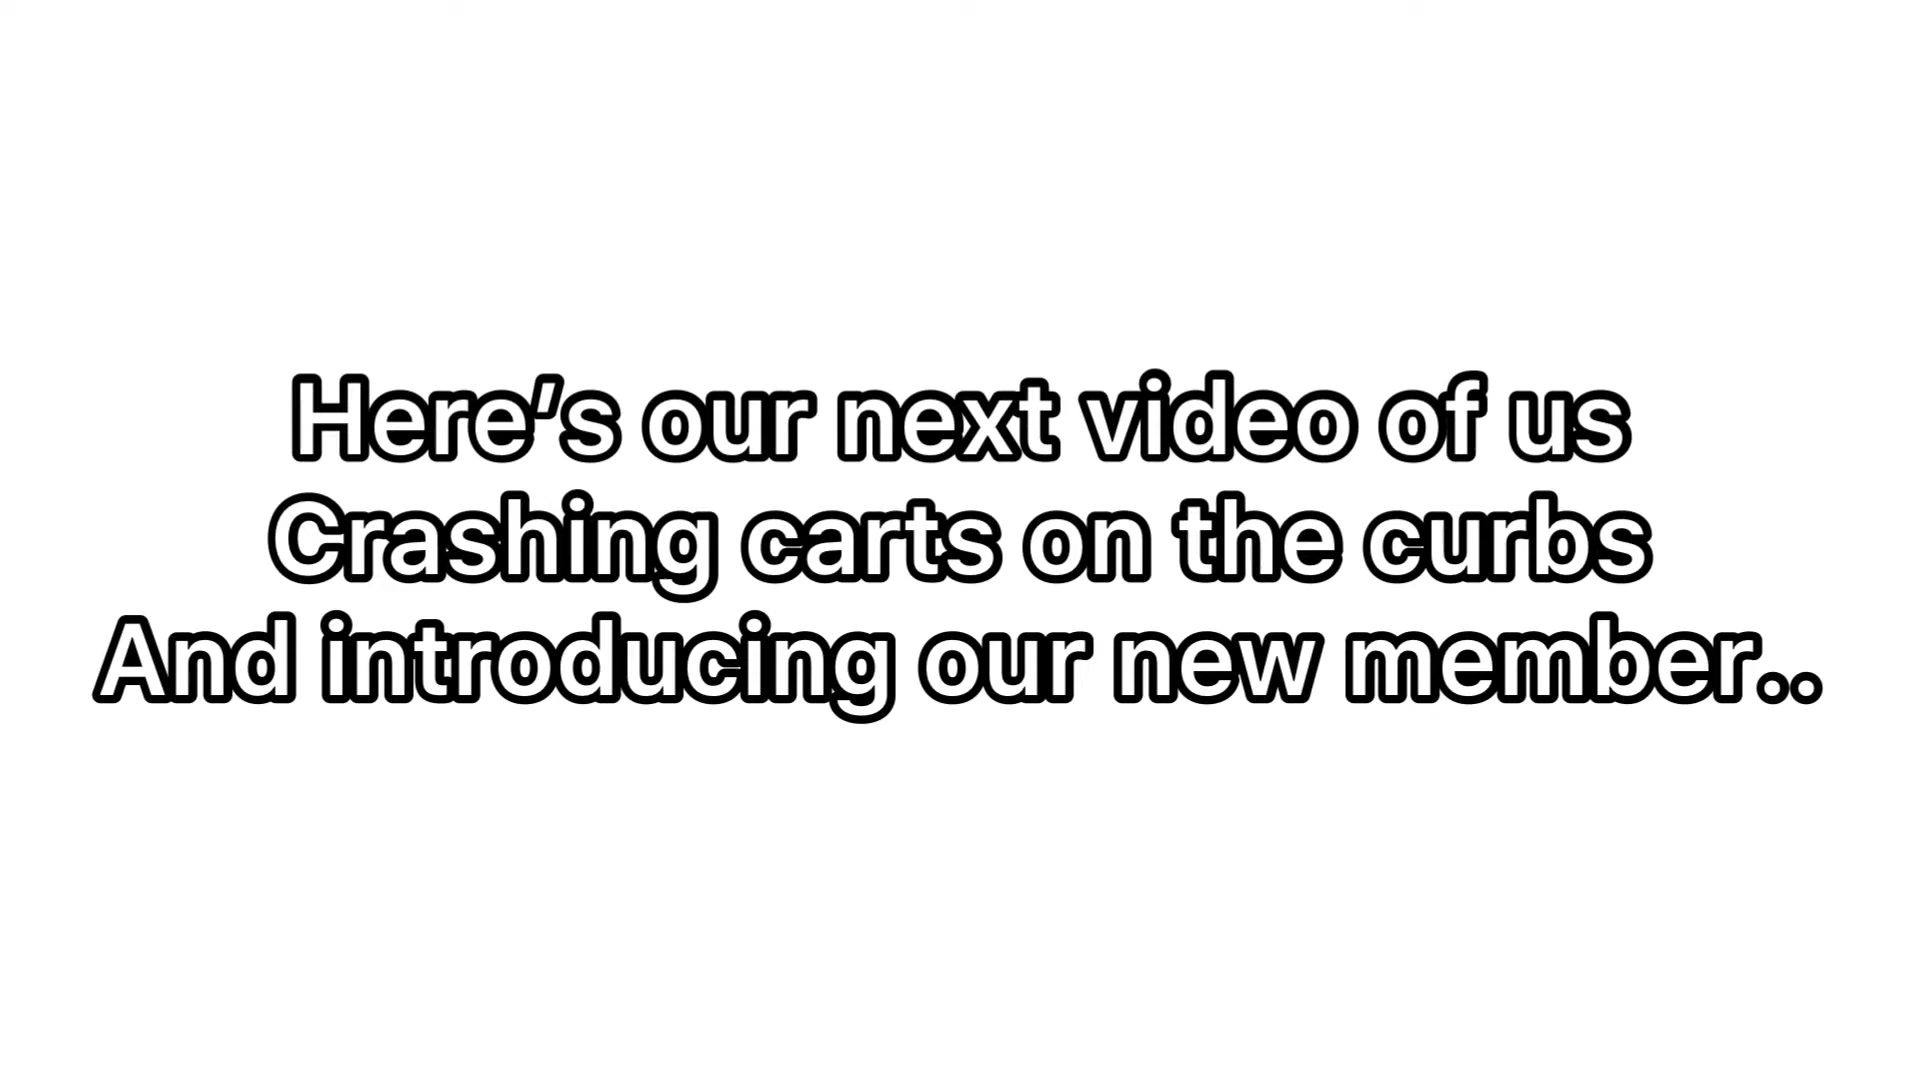 Here’s our next video of us
Crashing carts on the curbs
And introducing our new member..